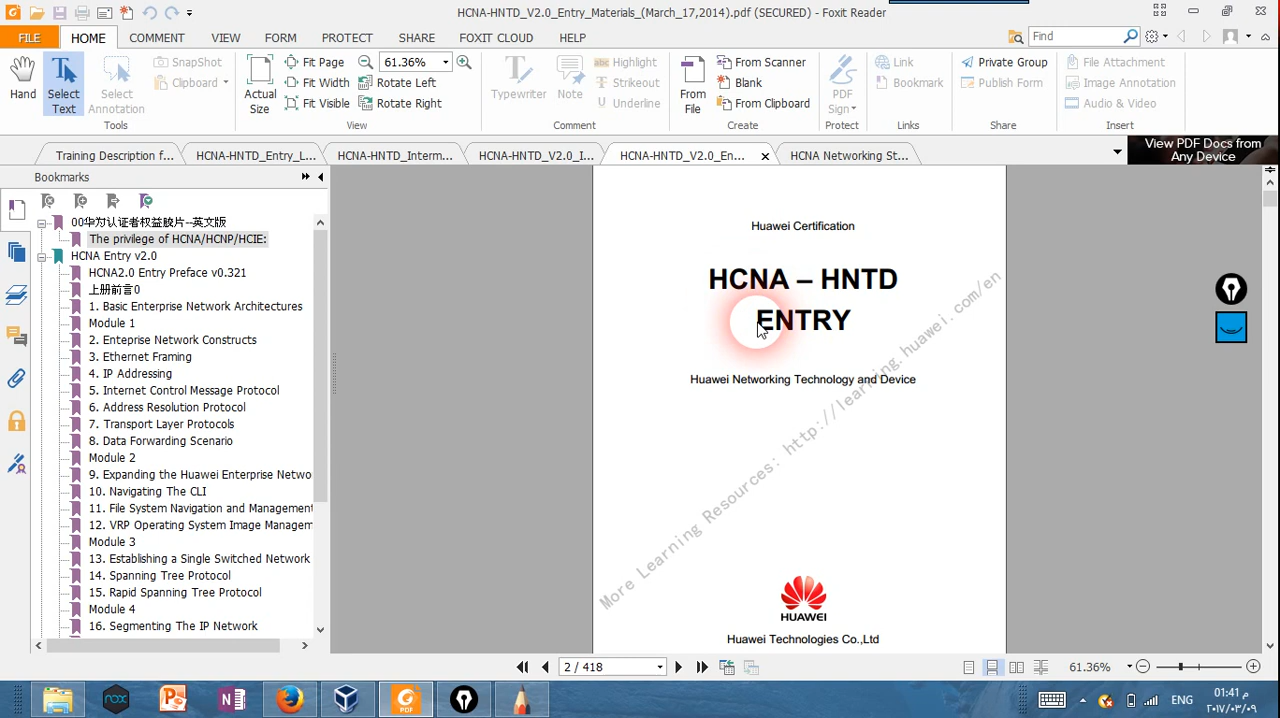 HCNA-HNTD_V2.0_Entry_Materials_(March_17,2014).pdf (SECURED) - Foxit Reader
FILE HOME COMMENT VIEW FORM PROTECT SHARE FOXIT CLOUD HELP Find
Hand
Select Text
Select Annotation
SnapShot
Clipboard
Tools
Actual Size
Fit Page
Fit Width
Fit Visible
61.36%
Rotate Left
Rotate Right
View
Typewriter
Note
Highlight
Strikeout
Underline
Comment
From File
From Scanner
Blank
From Clipboard
Create
PDF Sign
Protect
Link
Bookmark
Links
Private Group
Publish Form
Share
File Attachment
Image Annotation
Audio & Video
Insert
Training Description f... HCNA-HNTD_Entry_L... HCNA-HNTD_Interm... HCNA-HNTD_V2.0_I... HCNA-HNTD_V2.0_En... HCNA Networking St...
View PDF Docs from
Any Device
Bookmarks
00华为认证者权益胶片--英文版
The privilege of HCNA/HCNP/HCIE:
HCNA Entry v2.0
HCNA2.0 Entry Preface v0.321
上册前言0
1. Basic Enterprise Network Architectures
Module 1
2. Enteprise Network Constructs
3. Ethernet Framing
4. IP Addressing
5. Internet Control Message Protocol
6. Address Resolution Protocol
7. Transport Layer Protocols
8. Data Forwarding Scenario
Module 2
9. Expanding the Huawei Enterprise Netwo
10. Navigating The CLI
11. File System Navigation and Management
12. VRP Operating System Image Managem
Module 3
13. Establishing a Single Switched Network
14. Spanning Tree Protocol
15. Rapid Spanning Tree Protocol
Module 4
16. Segmenting The IP Network
Huawei Certification
HCNA – HNTD
ENTRY
Huawei Networking Technology and Device
More Learning Resources: http://learning.huawei.com/en
HUAWEI
Huawei Technologies Co.,Ltd
2 / 418
61.36%
nox
PDF
ENG
01:41 م
٢٠١٧/٠٣/٠٩